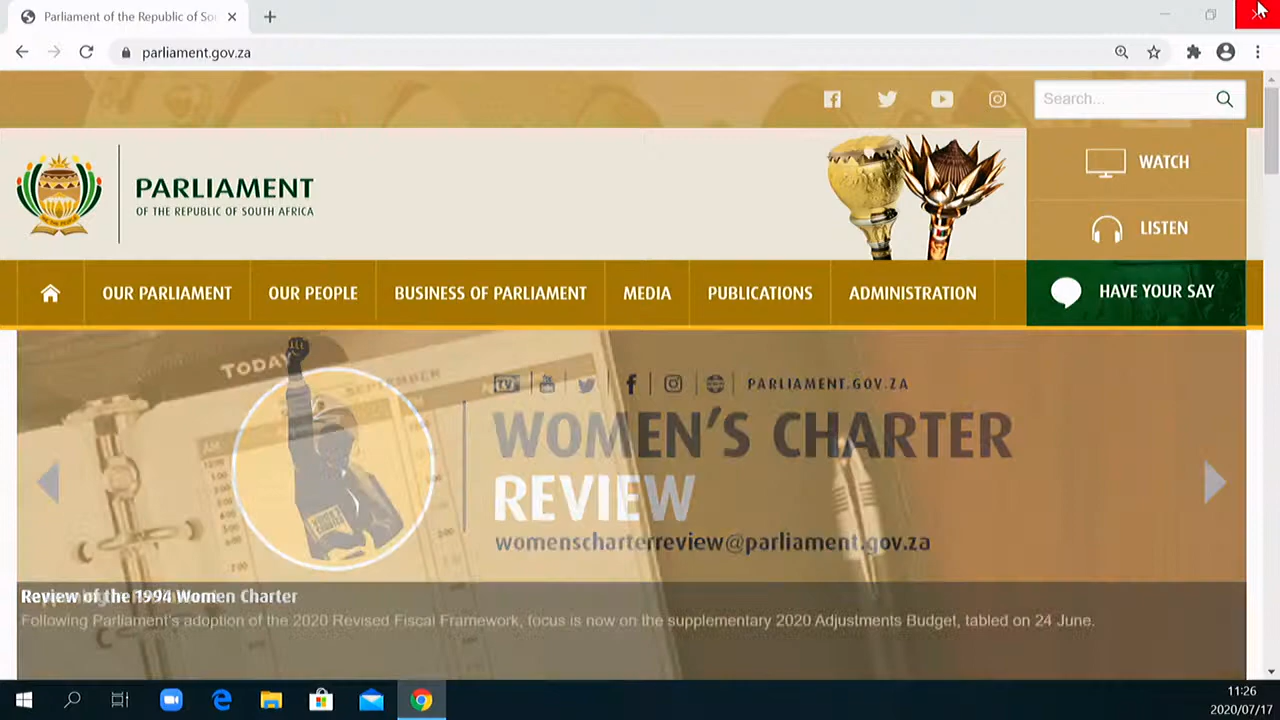 Parliament of the Republic of So
parliament.gov.za
Search...
WATCH
PARLIAMENT
OF THE REPUBLIC OF SOUTH AFRICA
LISTEN
OUR PARLIAMENT
OUR PEOPLE
BUSINESS OF PARLIAMENT
MEDIA
PUBLICATIONS
ADMINISTRATION
HAVE YOUR SAY
TODAY
SEPTEMBER
PARLIAMENT.GOV.ZA
WOMEN'S CHARTER
REVIEW
womenscharterreview@parliament.gov.za
Review of the 1994 Women Charter
Following Parliament's adoption of the 2020 Revised Fiscal Framework, focus is now on the supplementary 2020 Adjustments Budget, tabled on 24 June.
11:26
2020/07/17